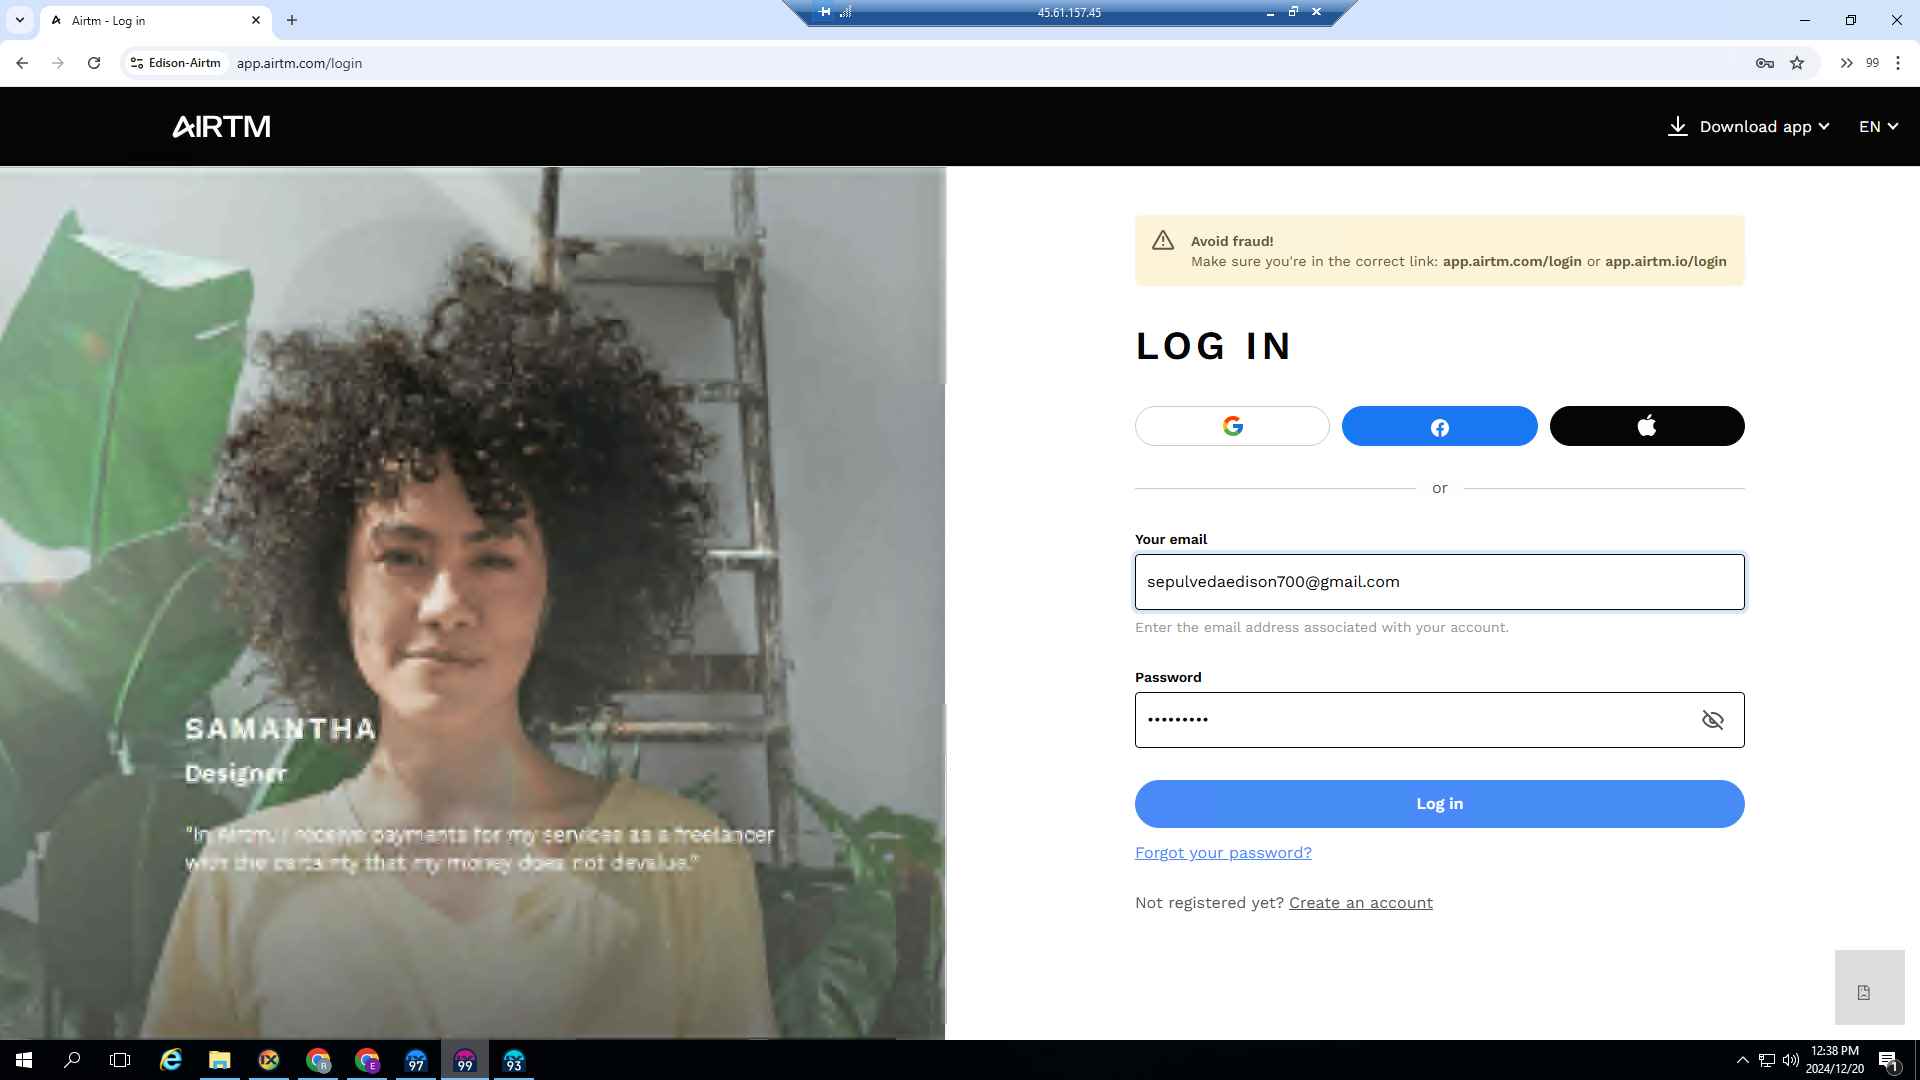 Airtm - Log in
45.61.157.45
Edison-Airtm
app.airtm.com/login
99
AIRTM
Download app
EN
Avoid fraud!
Make sure you're in the correct link: app.airtm.com/login or app.airtm.io/login
LOG IN
or
Your email
sepulvedaedison700@gmail.com
Enter the email address associated with your account.
Password
•••••••••
Log in
Forgot your password?
Not registered yet? Create an account
SAMANTHA
Designer
"In Airtm, I receive payments for my services as a freelancer
with the certainty that my money does not devalue."
R
E
97
99
93
12:38 PM
2024/12/20
1